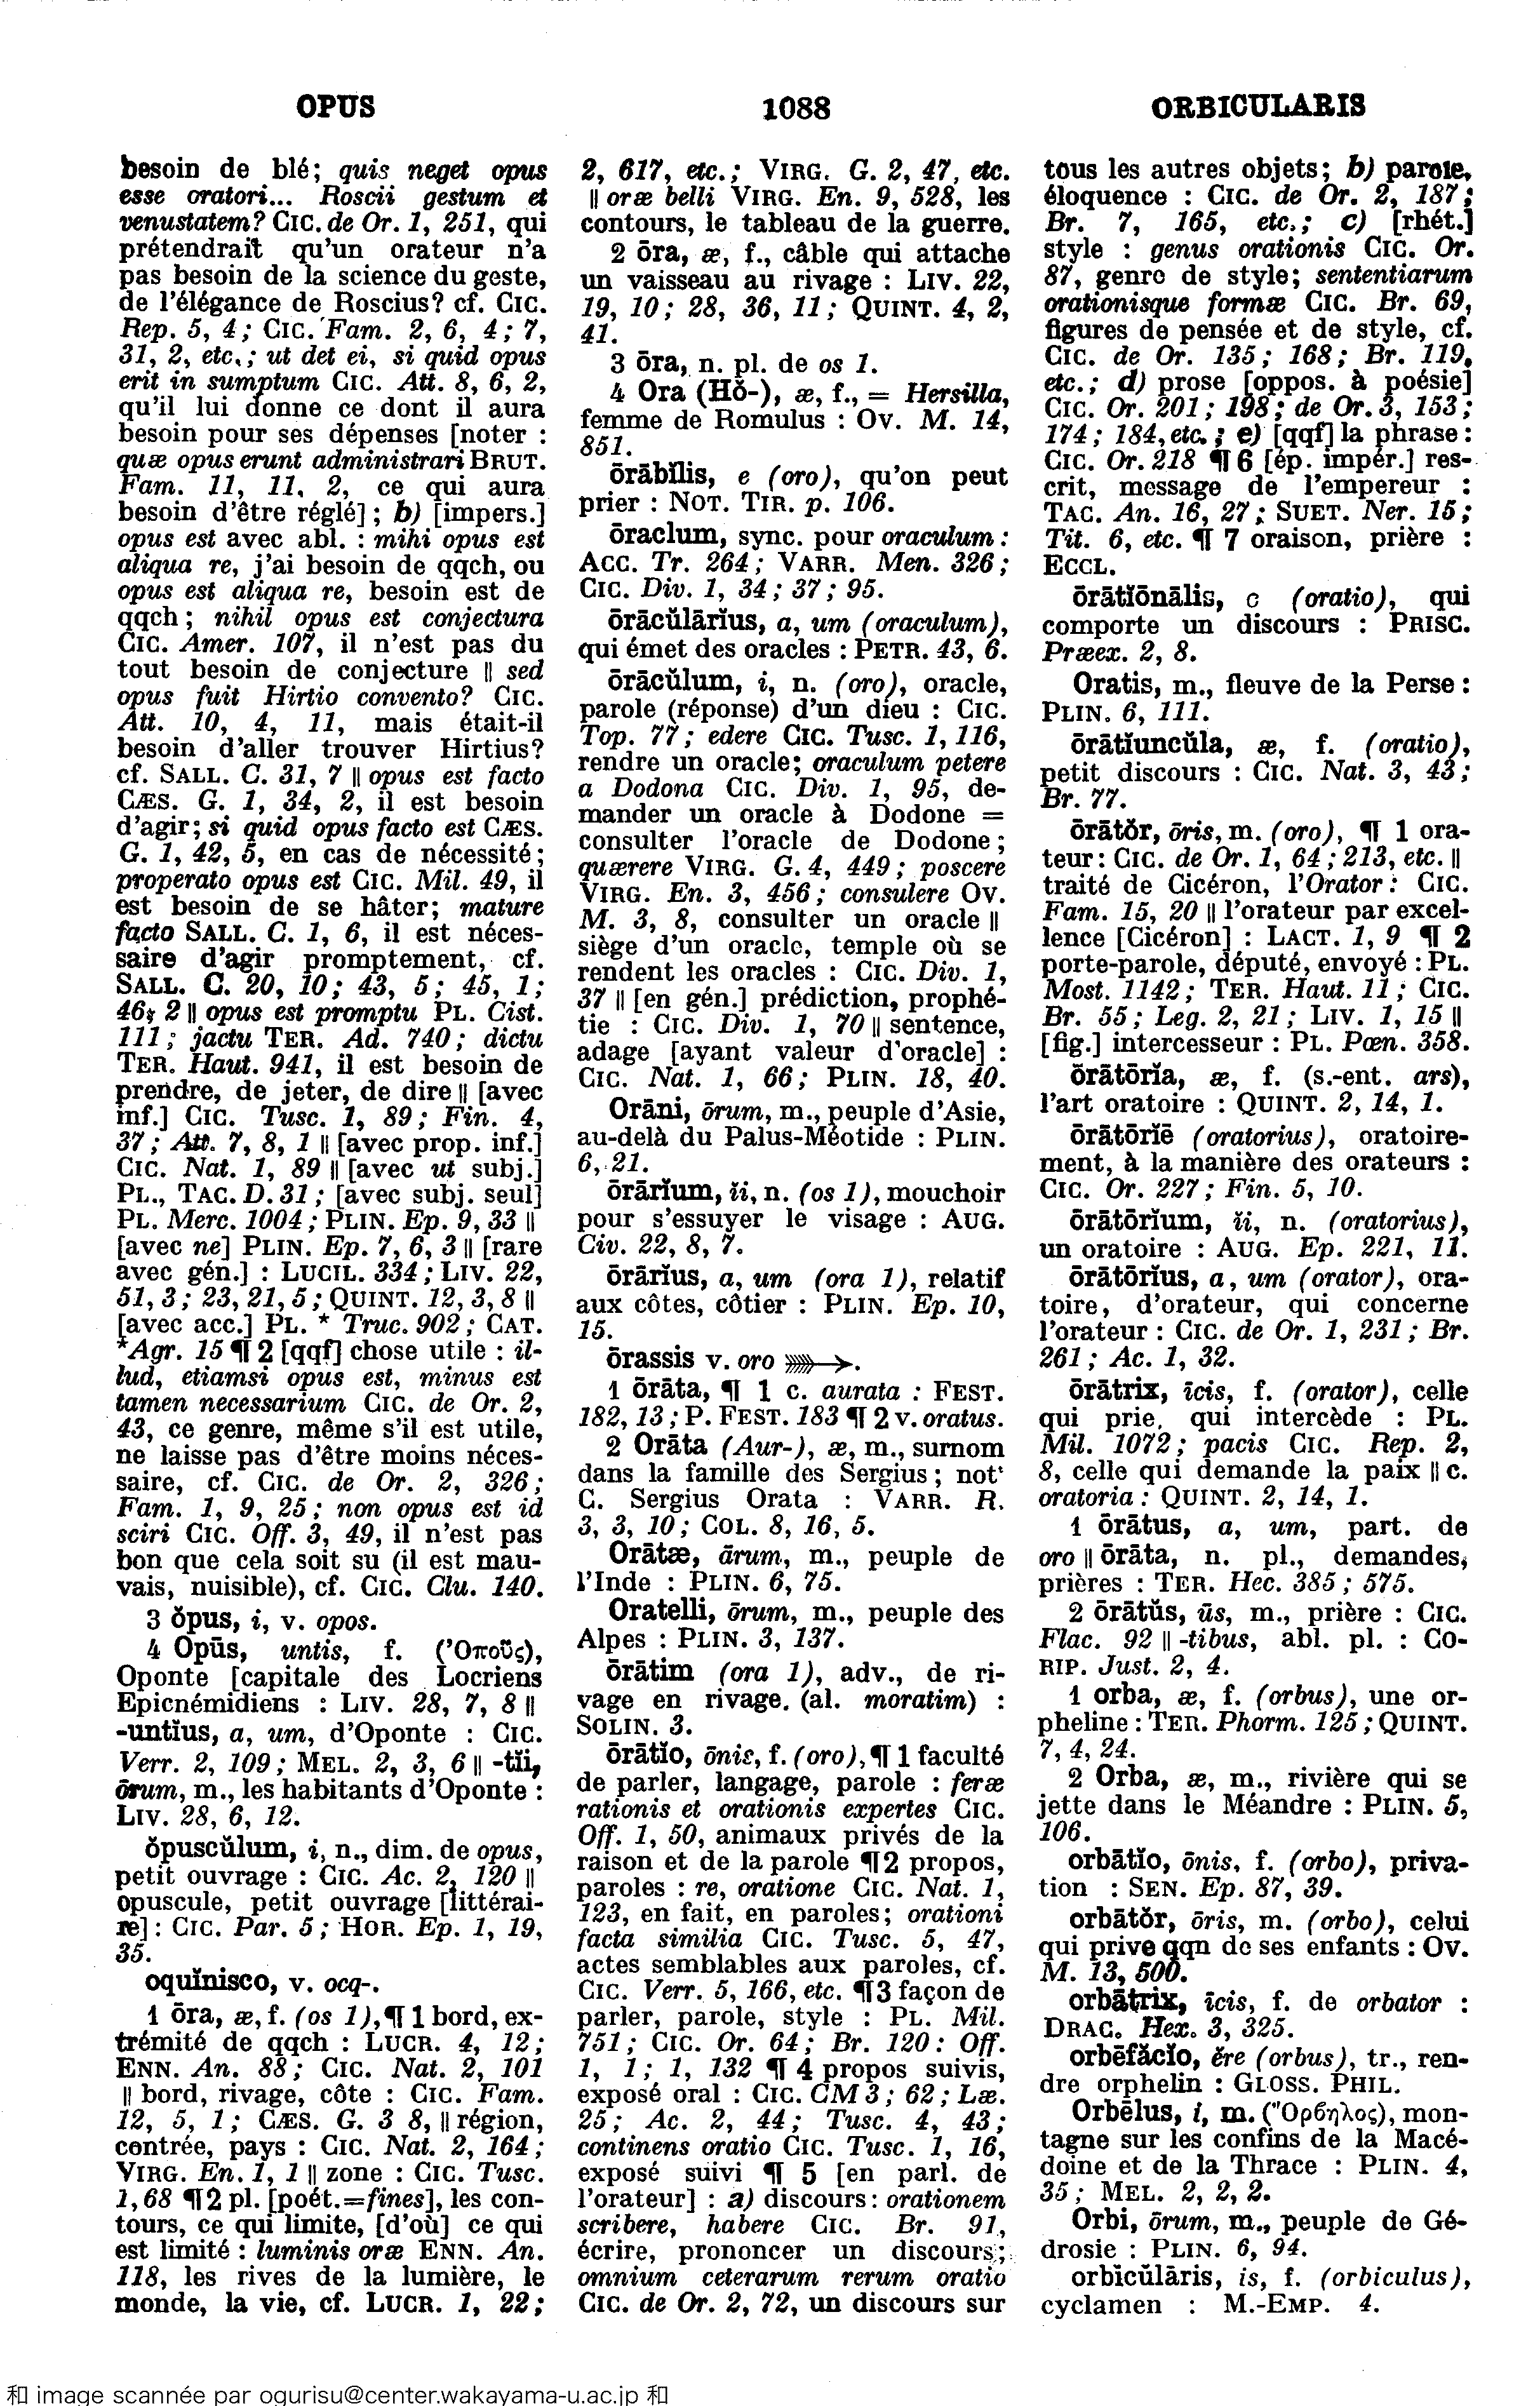 OPUS
1088
ORBICULARIS
besoin de blé; quis neget opus
esse oratori... Roscii gestum et
venustatem? CIC. de Or. 1, 251, qui
prétendrait qu'un orateur n'a
pas besoin de la science du geste,
de l'élégance de Roscius? cf. CIC.
Rep. 5, 4; CIC. Fam. 2, 6, 4; 7,
31, 2, etc.; ut det ei, si quid opus
erit in sumptum CIC. Att. 8, 6, 2,
qu'il lui donne ce dont il aura
besoin pour ses dépenses [noter :
quæ opus erunt administrari BRUT.
Fam. 11, 11, 2, ce qui aura
besoin d'être réglé]; b) [impers.]
opus est avec abl. : mihi opus est
aliqua re, j'ai besoin de qqch, ou
opus est aliqua re, besoin est de
qqch; nihil opus est conjectura
CIC. Amer. 107, il n'est pas du
tout besoin de conjecture || sed
opus fuit Hirtio convento? CIC.
Att. 10, 4, 11, mais était-il
besoin d'aller trouver Hirtius?
cf. SALL. C. 31, 7 || opus est facto
CÆS. G. 1, 34, 2, il est besoin
d'agir; si quid opus facto est CÆS.
G. 1, 42, 5, en cas de nécessité;
properato opus est CIC. Mil. 49, il
est besoin de se hâter; mature
facto SALL. C. 1, 6, il est néces-
saire d'agir promptement, cf.
SALL. C. 20, 10; 43, 5; 45, 1;
46, 2 || opus est promptu PL. Cist.
111; jactu TER. Ad. 740; dictu
TER. Haut. 941, il est besoin de
prendre, de jeter, de dire || [avec
inf.] CIC. Tusc. 1, 89; Fin. 4,
37; Att. 7, 8, 1 || [avec prop. inf.]
CIC. Nat. 1, 89 || [avec ut subj.]
PL., TAC. D. 31; [avec subj. seul]
PL. Merc. 1004; PLIN. Ep. 9, 33 ||
[avec ne] PLIN. Ep. 7, 6, 3 || [rare
avec gén.] : LUCIL. 334; LIV. 22,
51, 3; 23, 21, 5; QUINT. 12, 3, 8 ||
[avec acc.] PL. * Truc. 902; CAT.
*Agr. 15 ¶ 2 [qqf] chose utile : il-
lud, etiamsi opus est, minus est
tamen necessarium CIC. de Or. 2,
43, ce genre, même s'il est utile,
ne laisse pas d'être moins néces-
saire, cf. CIC. de Or. 2, 326;
Fam. 1, 9, 25; non opus est id
sciri CIC. Off. 3, 49, il n'est pas
bon que cela soit su (il est mau-
vais, nuisible), cf. CIC. Clu. 140.
3 ŏpus, i, v. opos.
4 Opūs, untis, f. (Ὀποῦς),
Oponte [capitale des Locriens
Epicnémidiens : LIV. 28, 7, 8 ||
-untĭus, a, um, d'Oponte : CIC.
Verr. 2, 109; MEL. 2, 3, 6 || -tĭi,
ōrum, m., les habitants d'Oponte :
LIV. 28, 6, 12.
ŏpuscŭlum, i, n., dim. de opus,
petit ouvrage : CIC. Ac. 2, 120 ||
opuscule, petit ouvrage [littérai-
re] : CIC. Par. 5; HOR. Ep. 1, 19,
35.
oquĭnisco, v. ocq-.
1 ōra, æ, f. (os 1), ¶ 1 bord, ex-
trémité de qqch : LUCR. 4, 12;
ENN. An. 88; CIC. Nat. 2, 101
|| bord, rivage, côte : CIC. Fam.
12, 5, 1; CÆS. G. 3 8, || région,
contrée, pays : CIC. Nat. 2, 164;
VIRG. En. 1, 1 || zone : CIC. Tusc.
1, 68 ¶ 2 pl. [poét.=fines], les con-
tours, ce qui limite, [d'où] ce qui
est limité : luminis oræ ENN. An.
118, les rives de la lumière, le
monde, la vie, cf. LUCR. 1, 22;
2, 617, etc.; VIRG. G. 2, 47, etc.
|| oræ belli VIRG. En. 9, 528, les
contours, le tableau de la guerre.
2 ōra, æ, f., câble qui attache
un vaisseau au rivage : LIV. 22,
19, 10; 28, 36, 11; QUINT. 4, 2,
41.
3 ōra, n. pl. de os 1.
4 Ora (Hŏ-), æ, f., = Hersilla,
femme de Romulus : OV. M. 14,
851.
ōrābĭlis, e (oro), qu'on peut
prier : NOT. TIR. p. 106.
ōraclum, sync. pour oraculum :
ACC. Tr. 264; VARR. Men. 326;
CIC. Div. 1, 34; 37; 95.
ōrācŭlārĭus, a, um (oraculum),
qui émet des oracles : PETR. 43, 6.
ōrācŭlum, i, n. (oro), oracle,
parole (réponse) d'un dieu : CIC.
Top. 77; edere CIC. Tusc. 1, 116,
rendre un oracle; oraculum petere
a Dodona CIC. Div. 1, 95, de-
mander un oracle à Dodone =
consulter l'oracle de Dodone;
quærere VIRG. G. 4, 449; poscere
VIRG. En. 3, 456; consulere OV.
M. 3, 8, consulter un oracle ||
siège d'un oracle, temple où se
rendent les oracles : CIC. Div. 1,
37 || [en gén.] prédiction, prophé-
tie : CIC. Div. 1, 70 || sentence,
adage [ayant valeur d'oracle] :
CIC. Nat. 1, 66; PLIN. 18, 40.
Orāni, ōrum, m., peuple d'Asie,
au-delà du Palus-Méotide : PLIN.
6, 21.
ōrārĭum, ĭi, n. (os 1), mouchoir
pour s'essuyer le visage : AUG.
Civ. 22, 8, 7.
ōrārĭus, a, um (ora 1), relatif
aux côtes, côtier : PLIN. Ep. 10,
15.
ōrassis v. oro ⤐.
1 ōrāta, ¶ 1 c. aurata : FEST.
182, 13; P. FEST. 183 ¶ 2 v. oratus.
2 Orāta (Aur-), æ, m., surnom
dans la famille des Sergius; nott
C. Sergius Orata : VARR. R.
3, 3, 10; COL. 8, 16, 5.
Orātæ, ārum, m., peuple de
l'Inde : PLIN. 6, 75.
Oratelli, ōrum, m., peuple des
Alpes : PLIN. 3, 137.
ōrātim (ora 1), adv., de ri-
vage en rivage. (al. moratim) :
SOLIN. 3.
ōrātĭo, ōnis, f. (oro), ¶ 1 faculté
de parler, langage, parole : feræ
rationis et orationis expertes CIC.
Off. 1, 50, animaux privés de la
raison et de la parole ¶ 2 propos,
paroles : re, oratione CIC. Nat. 1,
123, en fait, en paroles; orationi
facta similia CIC. Tusc. 5, 47,
actes semblables aux paroles, cf.
CIC. Verr. 5, 166, etc. ¶ 3 façon de
parler, parole, style : PL. Mil.
751; CIC. Or. 64; Br. 120: Off.
1, 1; 1, 132 ¶ 4 propos suivis,
exposé oral : CIC. CM 3; 62; Læ.
25; Ac. 2, 44; Tusc. 4, 43;
continens oratio CIC. Tusc. 1, 16,
exposé suivi ¶ 5 [en parl. de
l'orateur] : a) discours : orationem
scribere, habere CIC. Br. 91,
écrire, prononcer un discours;
omnium ceterarum rerum oratio
CIC. de Or. 2, 72, un discours sur
tous les autres objets; b) parole,
éloquence : CIC. de Or. 2, 187;
Br. 7, 165, etc.; c) [rhét.]
style : genus orationis CIC. Or.
87, genre de style; sententiarum
orationisque formæ CIC. Br. 69,
figures de pensée et de style, cf.
CIC. de Or. 135; 168; Br. 119,
etc.; d) prose [oppos. à poésie]
CIC. Or. 201; 198; de Or. 3, 153;
174; 184, etc.; e) [qqf] la phrase :
CIC. Or. 218 ¶ 6 [ép. impér.] res-
crit, message de l'empereur :
TAC. An. 16, 27; SUET. Ner. 15;
Tit. 6, etc. ¶ 7 oraison, prière :
ECCL.
ōrātĭōnālis, e (oratio), qui
comporte un discours : PRISC.
Præex. 2, 8.
Oratis, m., fleuve de la Perse :
PLIN. 6, 111.
ōrātĭuncŭla, æ, f. (oratio),
petit discours : CIC. Nat. 3, 43;
Br. 77.
ōrātŏr, ōris, m. (oro), ¶ 1 ora-
teur : CIC. de Or. 1, 64; 213, etc. ||
traité de Cicéron, l'Orator : CIC.
Fam. 15, 20 || l'orateur par excel-
lence [Cicéron] : LACT. 1, 9 ¶ 2
porte-parole, député, envoyé : PL.
Most. 1142; TER. Haut. 11; CIC.
Br. 55; Leg. 2, 21; LIV. 1, 15 ||
[fig.] intercesseur : PL. Pœn. 358.
ōrātōrĭa, æ, f. (s.-ent. ars),
l'art oratoire : QUINT. 2, 14, 1.
ōrātōrĭē (oratorius), oratoire-
ment, à la manière des orateurs :
CIC. Or. 227; Fin. 5, 10.
ōrātōrĭum, ĭi, n. (oratorius),
un oratoire : AUG. Ep. 221, 11.
ōrātōrĭus, a, um (orator), ora-
toire, d'orateur, qui concerne
l'orateur : CIC. de Or. 1, 231; Br.
261; Ac. 1, 32.
ōrātrix, īcis, f. (orator), celle
qui prie, qui intercède : PL.
Mil. 1072; pacis CIC. Rep. 2,
8, celle qui demande la paix || c.
oratoria : QUINT. 2, 14, 1.
1 ōrātus, a, um, part. de
oro || ōrāta, n. pl., demandes,
prières : TER. Hec. 385; 575.
2 ōrātŭs, ūs, m., prière : CIC.
Flac. 92 || -tibus, abl. pl. : CO-
RIP. Just. 2, 4.
1 orba, æ, f. (orbus), une or-
pheline : TER. Phorm. 125; QUINT.
7, 4, 24.
2 Orba, æ, m., rivière qui se
jette dans le Méandre : PLIN. 5,
106.
orbātĭo, ōnis, f. (orbo), priva-
tion : SEN. Ep. 87, 39.
orbātŏr, ōris, m. (orbo), celui
qui prive qqn de ses enfants : OV.
M. 13, 500.
orbātrix, īcis, f. de orbator :
DRAC. Hex. 3, 325.
orbĕfăcĭo, ĕre (orbus), tr., ren-
dre orphelin : GLOSS. PHIL.
Orbēlus, i, m. (Ὄρϐηλος), mon-
tagne sur les confins de la Macé-
doine et de la Thrace : PLIN. 4,
35; MEL. 2, 2, 2.
Orbi, ōrum, m., peuple de Gé-
drosie : PLIN. 6, 94.
orbĭcŭlāris, is, f. (orbiculus),
cyclamen : M.-EMP. 4.
和 image scannée par ogurisu@center.wakayama-u.ac.jp 和